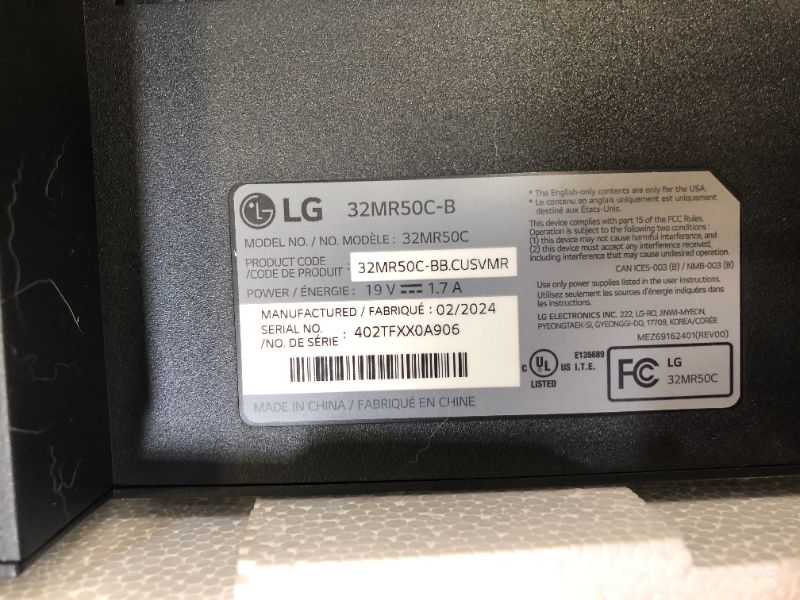 LG 32MR50C-B
MODEL NO. / NO. MODÈLE : 32MR50C
PRODUCT CODE
/CODE DE PRODUIT : 32MR50C-BB.CUSVMR
POWER / ÉNERGIE : 19 V ⎓ 1.7 A
MANUFACTURED / FABRIQUÉ : 02/2024
SERIAL NO.
/NO. DE SÉRIE : 402TFXX0A906
MADE IN CHINA / FABRIQUÉ EN CHINE
* The English-only contents are only for the USA.
* Le contenu en anglais uniquement est uniquement
destiné aux États-Unis.
This device complies with part 15 of the FCC Rules.
Operation is subject to the following two conditions :
(1) this device may not cause harmful interference, and
(2) this device must accept any interference received,
including interference that may cause undesired operation.
CAN ICES-003 (B) / NMB-003 (B)
Use only power supplies listed in the user instructions.
Utilisez seulement les sources d'énergie indiquées dans
les instructions.
LG ELECTRONICS INC. 222, LG-RO, JINWI-MYEON,
PYEONGTAEK-SI, GYEONGGI-DO, 17709, KOREA/CORÉE
MEZ69162401(REV00)
C UL US LISTED E135689 I.T.E.
FC LG
32MR50C